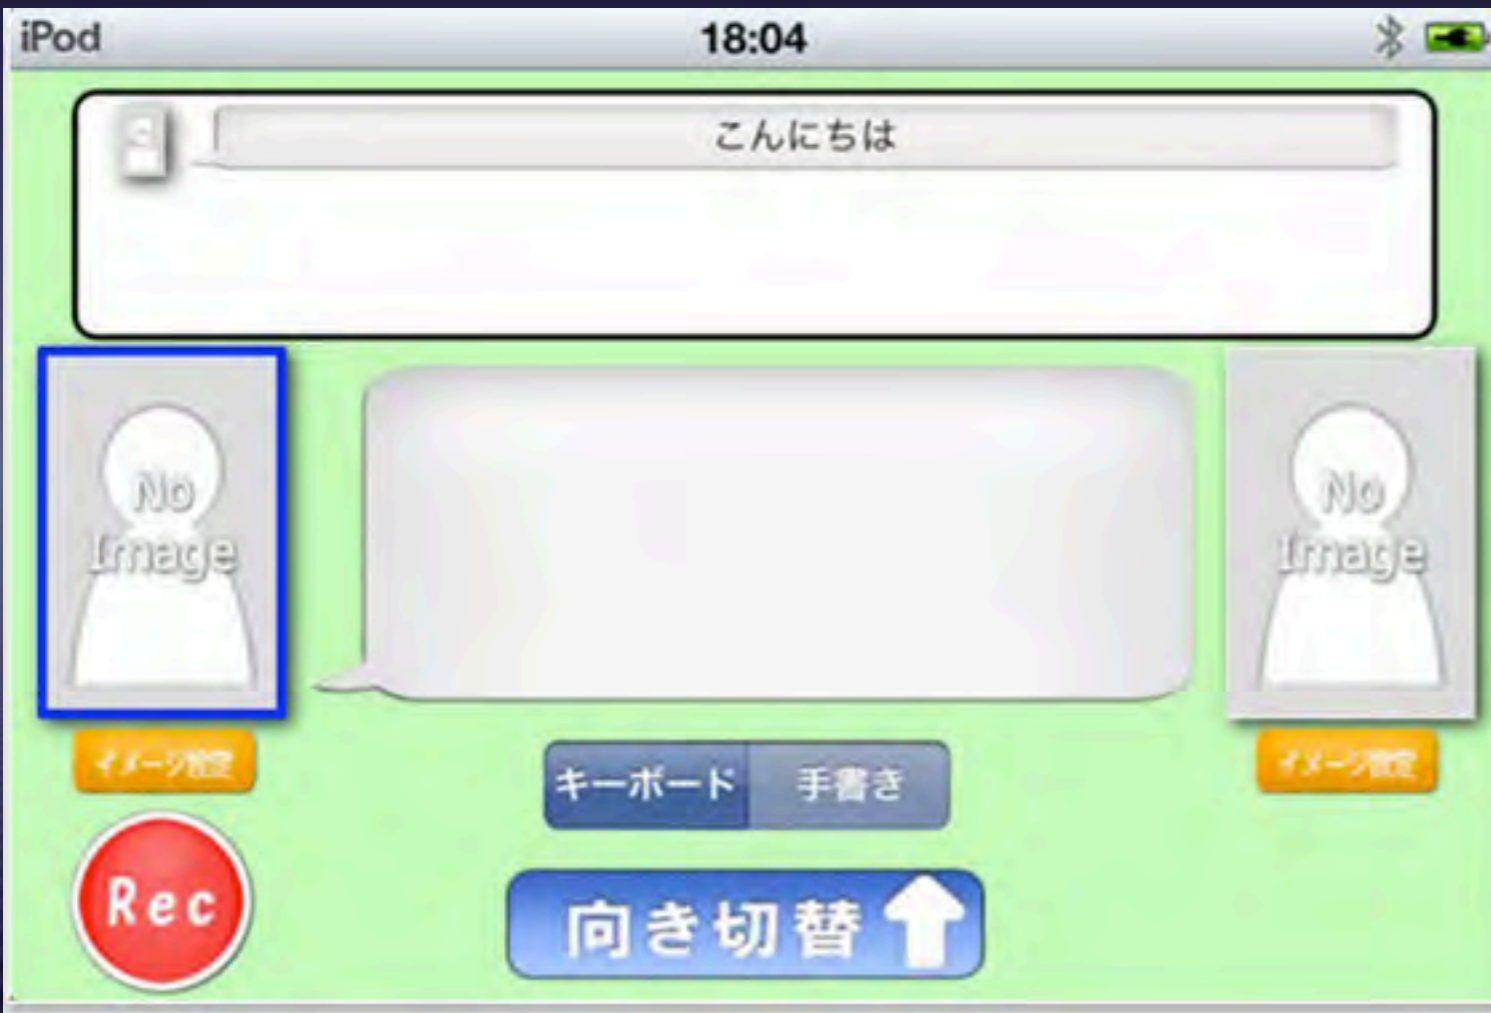 iPod
18:04
こんにちは
No
Image
No
Image
イメージ設定
イメージ設定
キーボード
手書き
Rec
向き切替